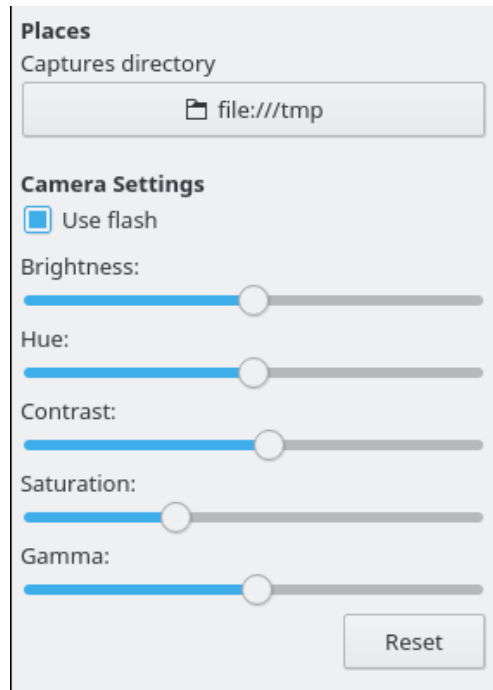 Places
Captures directory
file:///tmp
Camera Settings
Use flash
Brightness:
Hue:
Contrast:
Saturation:
Gamma:
Reset